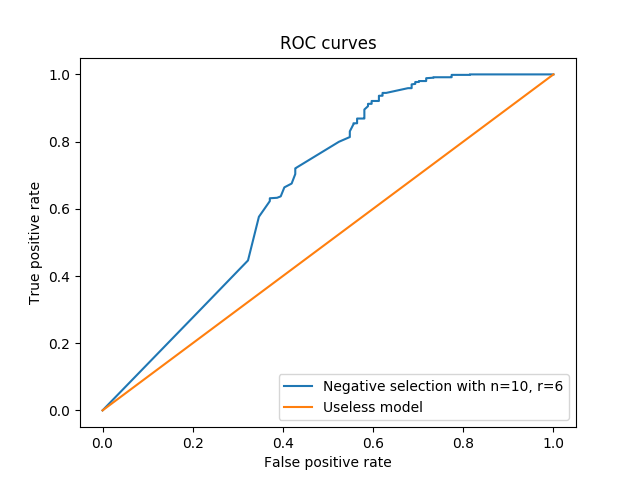 ROC curves
True positive rate
1.0
0.8
0.6
0.4
0.2
0.0
0.0 0.2 0.4 0.6 0.8 1.0
False positive rate
Negative selection with n=10, r=6
Useless model